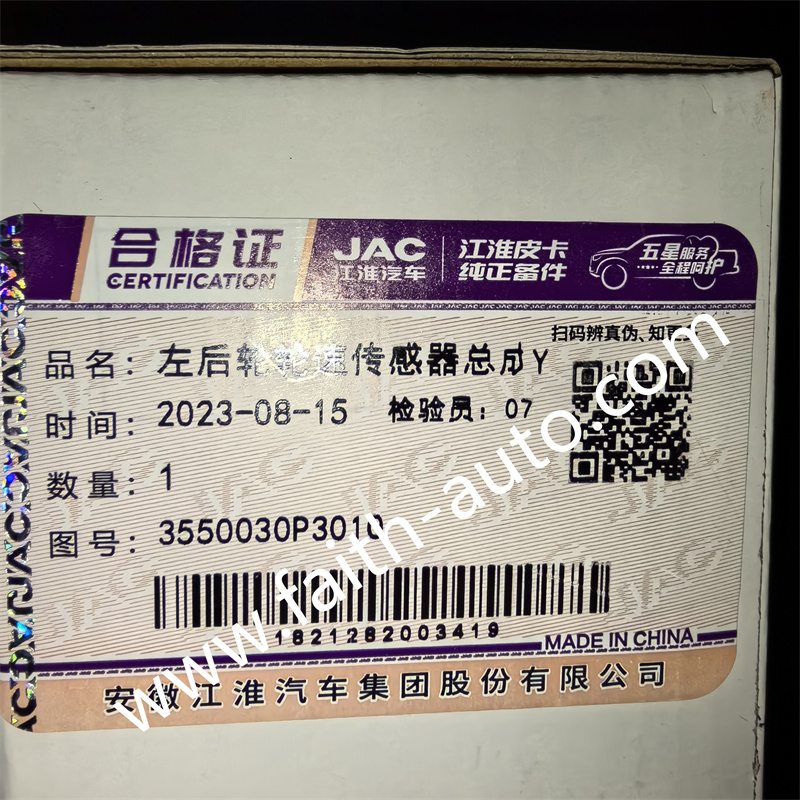 合格证
CERTIFICATION
JAC
江淮汽车
江淮皮卡
纯正备件
五星服务
全程呵护
扫码辨真伪、知更
品名：左后轮轮速传感器总成Y
时间：2023-08-15 检验员：07
数量：1
图号：3550030P3010
1821282003419
MADE IN CHINA
安徽江淮汽车集团股份有限公司
www.faith-auto.com